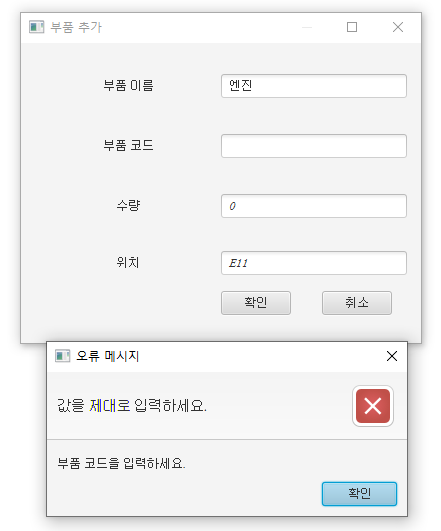 부품 추가
부품 이름 엔진
부품 코드
수량 0
위치 E11
확인 취소
오류 메시지
값을 제대로 입력하세요.
부품 코드을 입력하세요.
확인